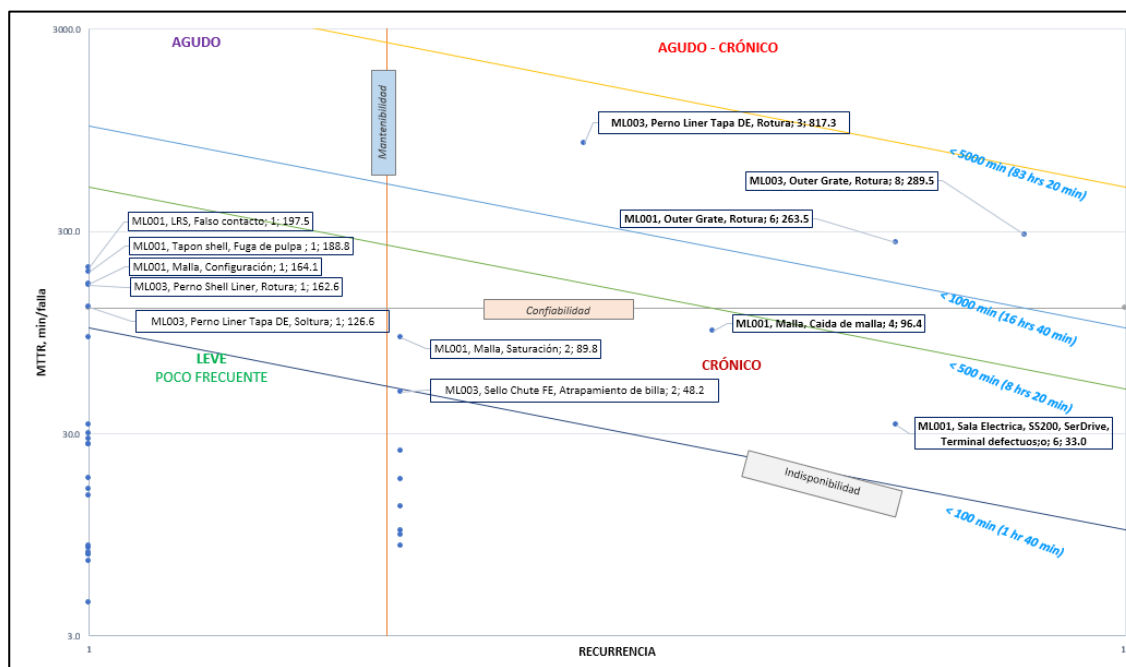 3000.0
AGUDO
AGUDO - CRÓNICO
Mantenibilidad
ML003, Perno Liner Tapa DE, Rotura; 3; 817.3
< 5000 min (83 hrs 20 min)
ML003, Outer Grate, Rotura; 8; 289.5
ML001, Outer Grate, Rotura; 6; 263.5
ML001, LRS, Falso contacto; 1; 197.5
300.0
ML001, Tapon shell, Fuga de pulpa ; 1; 188.8
ML001, Malla, Configuración; 1; 164.1
ML003, Perno Shell Liner, Rotura; 1; 162.6
Confiabilidad
< 1000 min (16 hrs 40 min)
ML003, Perno Liner Tapa DE, Soltura; 1; 126.6
ML001, Malla, Caida de malla; 4; 96.4
MTTR, min/falla
ML001, Malla, Saturación; 2; 89.8
LEVE
POCO FRECUENTE
CRÓNICO
< 500 min (8 hrs 20 min)
ML003, Sello Chute FE, Atrapamiento de billa; 2; 48.2
30.0
ML001, Sala Electrica, SS200, SerDrive,
Terminal defectuos;o; 6; 33.0
Indisponibilidad
< 100 min (1 hr 40 min)
3.0
1
RECURRENCIA
1